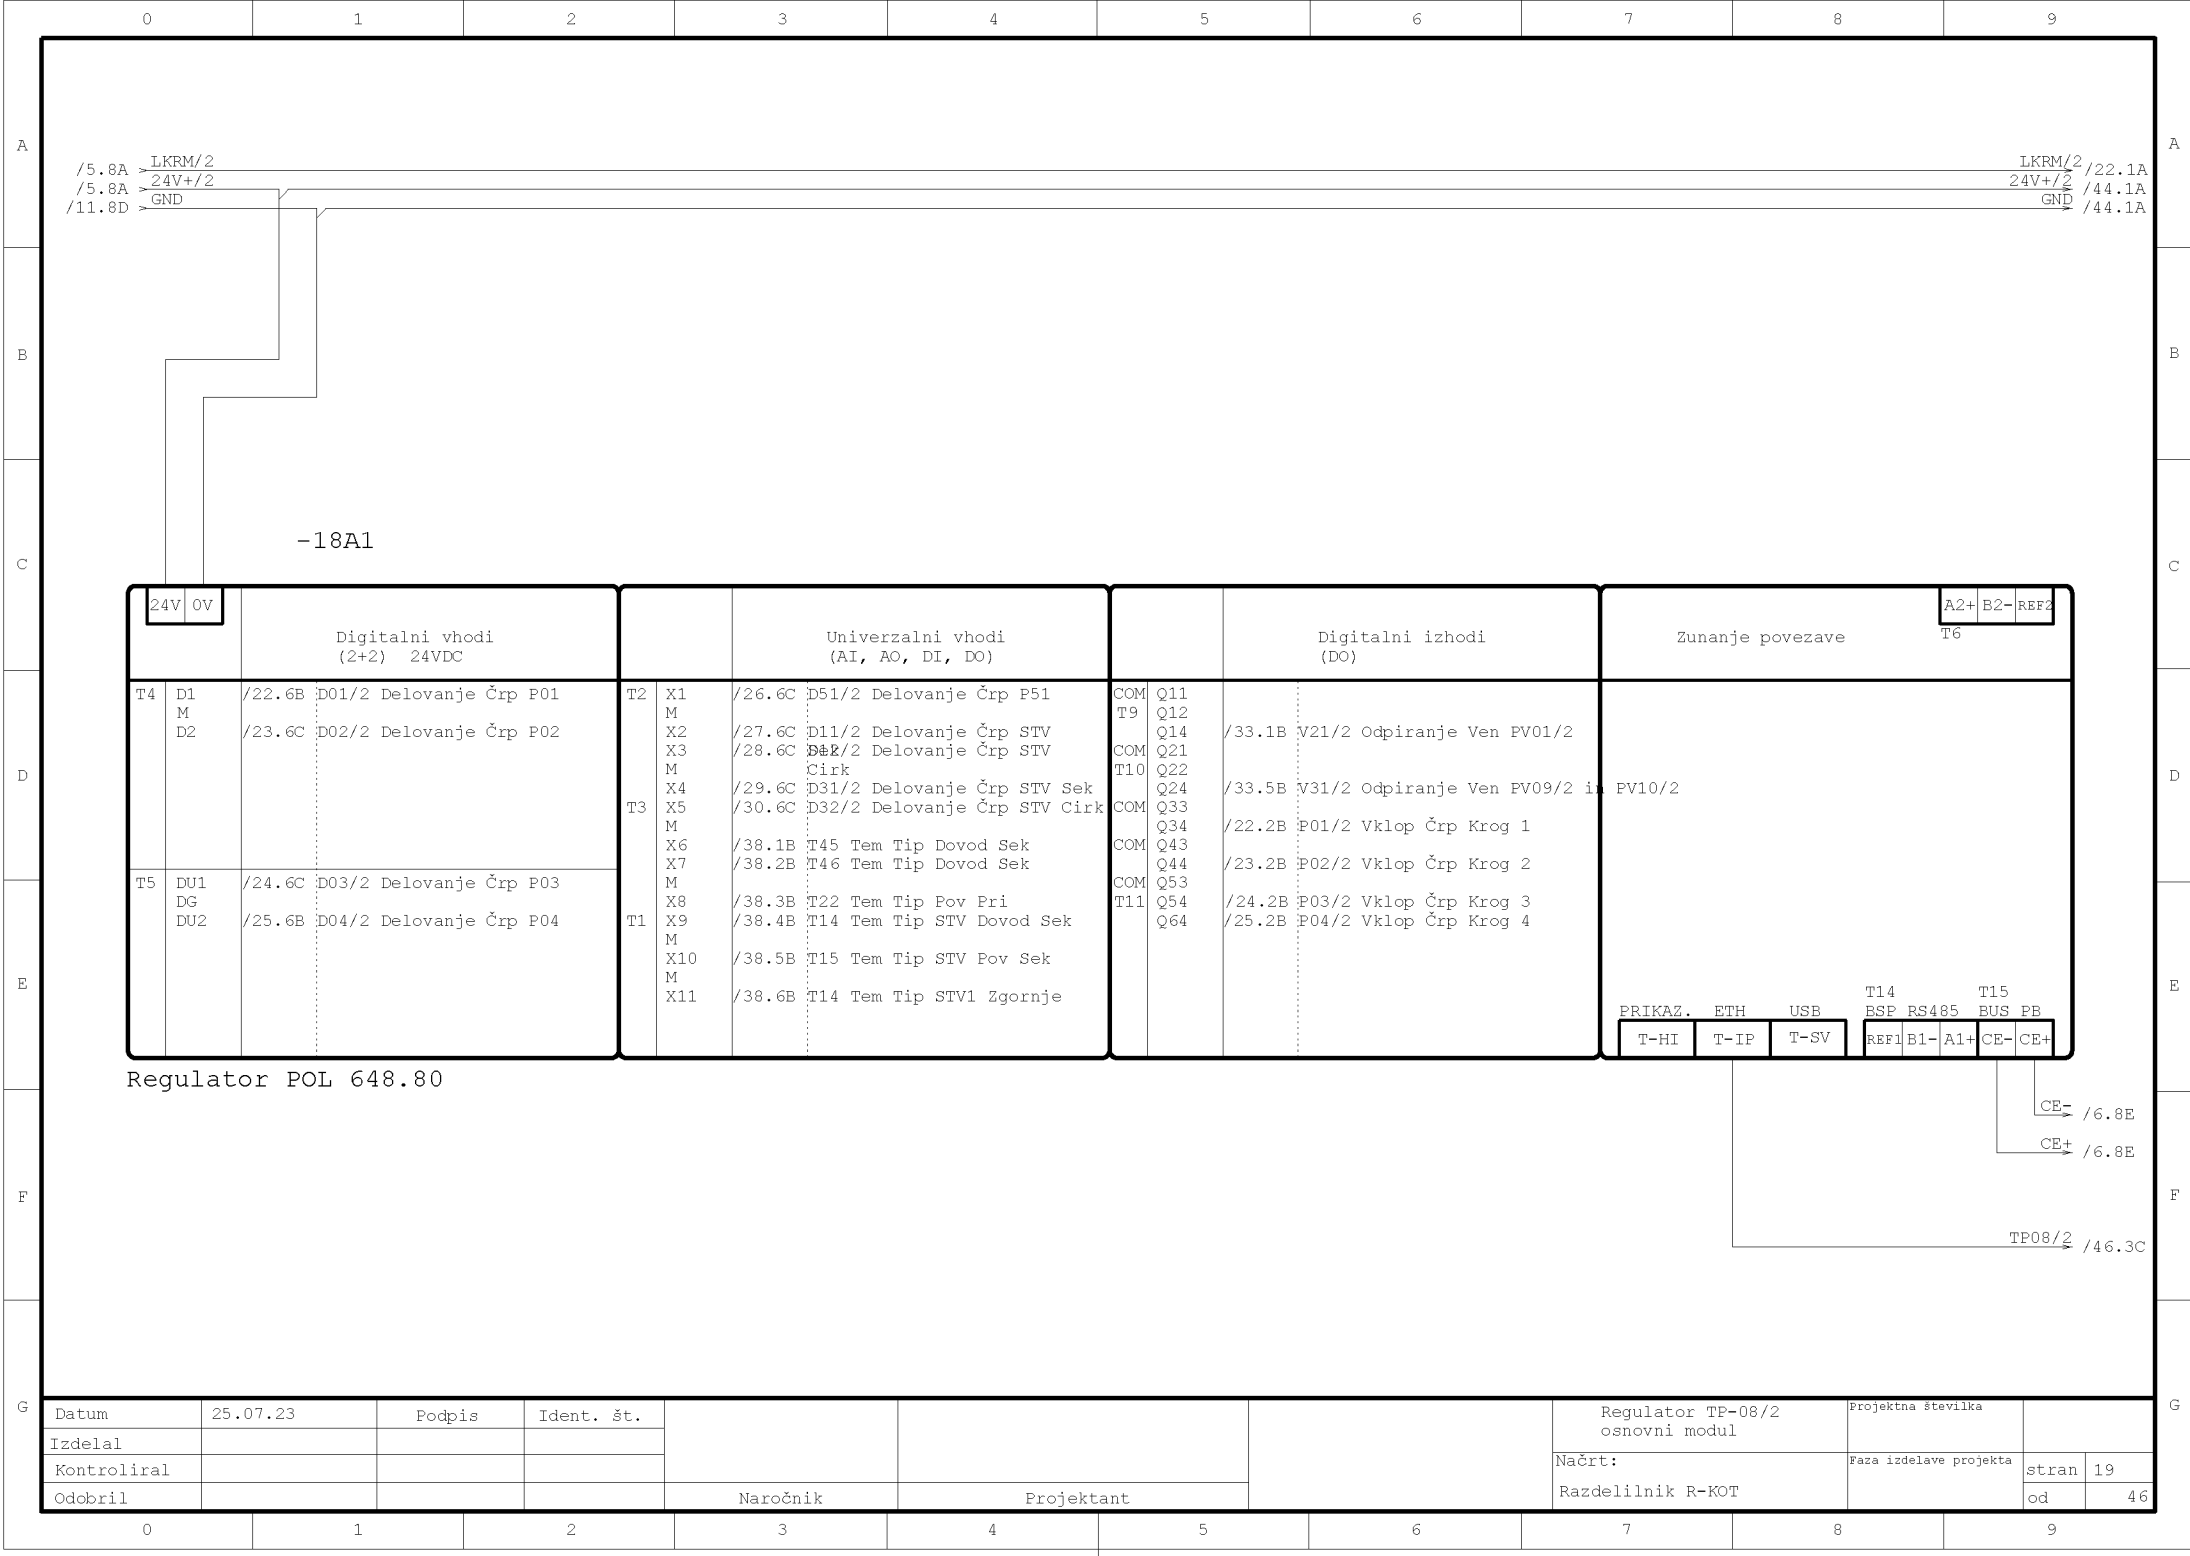 0 1 2 3 4 5 6 7 8 9
A A
/5.8A LKRM/2 LKRM/2 /22.1A
/5.8A 24V+/2 24V+/2 /44.1A
/11.8D GND GND /44.1A
B B
-18A1
C C
24V 0V A2+ B2- REF2
T6
Digitalni vhodi Univerzalni vhodi Digitalni izhodi Zunanje povezave
(2+2) 24VDC (AI, AO, DI, DO) (DO)
T4 D1 /22.6B D01/2 Delovanje Črp P01 T2 X1 /26.6C D51/2 Delovanje Črp P51 COM Q11
M M T9 Q12
D2 /23.6C D02/2 Delovanje Črp P02 X2 /27.6C D11/2 Delovanje Črp STV Q14 /33.1B V21/2 Odpiranje Ven PV01/2
Sek
X3 /28.6C D12/2 Delovanje Črp STV COM Q21
D M Cirk T10 Q22 D
X4 /29.6C D31/2 Delovanje Črp STV Sek Q24 /33.5B V31/2 Odpiranje Ven PV09/2 in PV10/2
T3 X5 /30.6C D32/2 Delovanje Črp STV Cirk COM Q33
M Q34 /22.2B P01/2 Vklop Črp Krog 1
X6 /38.1B T45 Tem Tip Dovod Sek COM Q43
X7 /38.2B T46 Tem Tip Dovod Sek Q44 /23.2B P02/2 Vklop Črp Krog 2
T5 DU1 /24.6C D03/2 Delovanje Črp P03 M COM Q53
DG X8 /38.3B T22 Tem Tip Pov Pri T11 Q54 /24.2B P03/2 Vklop Črp Krog 3
DU2 /25.6B D04/2 Delovanje Črp P04 T1 X9 /38.4B T14 Tem Tip STV Dovod Sek Q64 /25.2B P04/2 Vklop Črp Krog 4
M
X10 /38.5B T15 Tem Tip STV Pov Sek
E M E
X11 /38.6B T14 Tem Tip STV1 Zgornje T14 T15
PRIKAZ. ETH USB BSP RS485 BUS PB
T-HI T-IP T-SV REF1 B1- A1+ CE- CE+
Regulator POL 648.80
CE- /6.8E
CE+ /6.8E
F F
TP08/2 /46.3C
G G
Datum 25.07.23 Podpis Ident. št. Regulator TP-08/2 Projektna številka
osnovni modul
Izdelal
Kontroliral Načrt: Faza izdelave projekta stran 19
Odobril Naročnik Projektant Razdelilnik R-KOT od 46
0 1 2 3 4 5 6 7 8 9